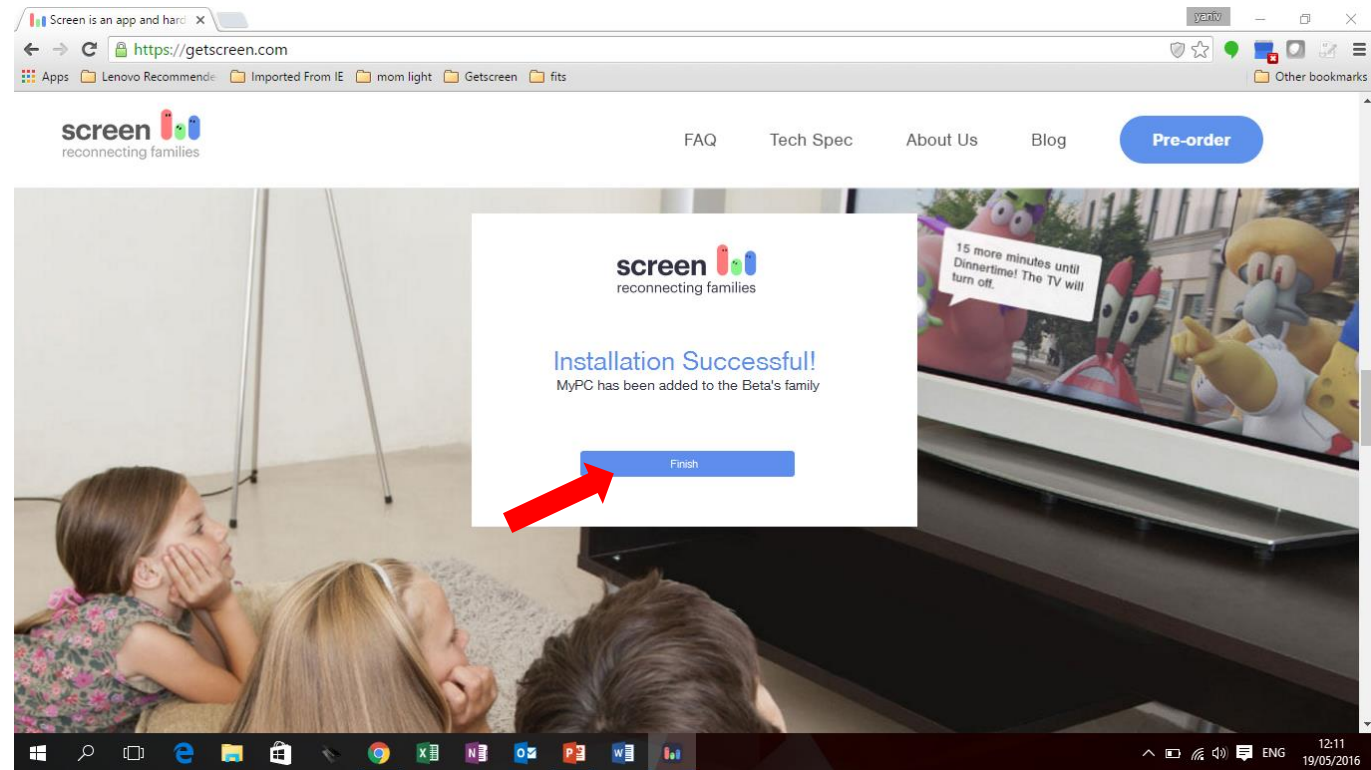 Screen is an app and hard
yaniv
https://getscreen.com
Apps Lenovo Recommende Imported From IE mom light Getscreen fits Other bookmarks
screen
reconnecting families
FAQ Tech Spec About Us Blog Pre-order
screen
reconnecting families
15 more minutes until
Dinnertime! The TV will
turn off.
Installation Successful!
MyPC has been added to the Beta's family
Finish
ENG
12:11
19/05/2016